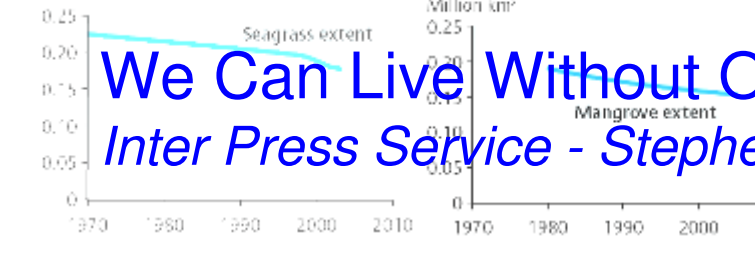 Million km²
0.25
Seagrass extent
0.20
0.15
0.10
0.05
0
1970 1980 1990 2000 2010
0.25
0.20
0.15
Mangrove extent
0.10
0.05
0
1970 1980 1990 2000
We Can Live Without
Inter Press Service - Stephe